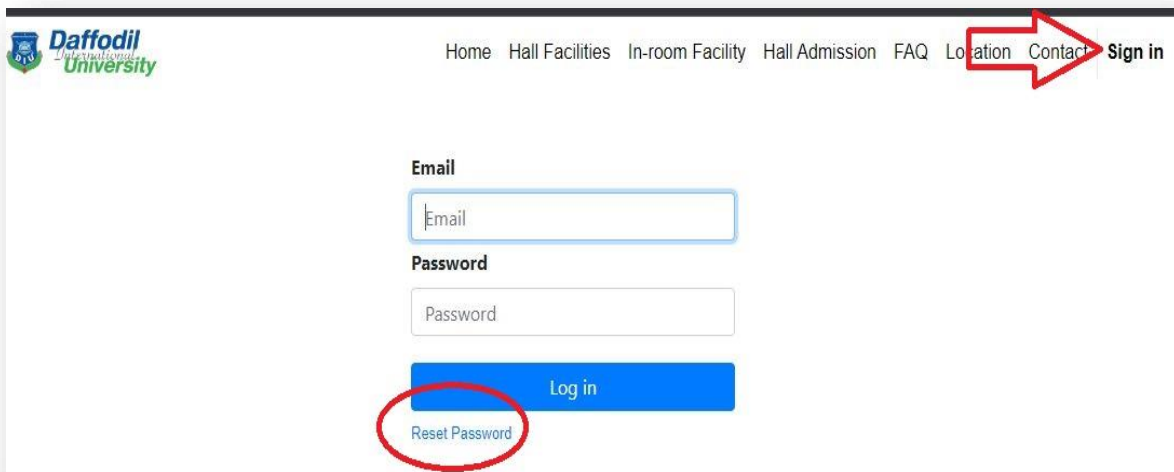 Daffodil
International
University
Home Hall Facilities In-room Facility Hall Admission FAQ Location Contact Sign in
Email
Email
Password
Password
Log in
Reset Password